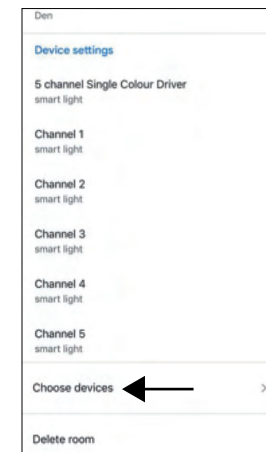 Den
Device settings
5 channel Single Colour Driver
smart light
Channel 1
smart light
Channel 2
smart light
Channel 3
smart light
Channel 4
smart light
Channel 5
smart light
Choose devices
Delete room